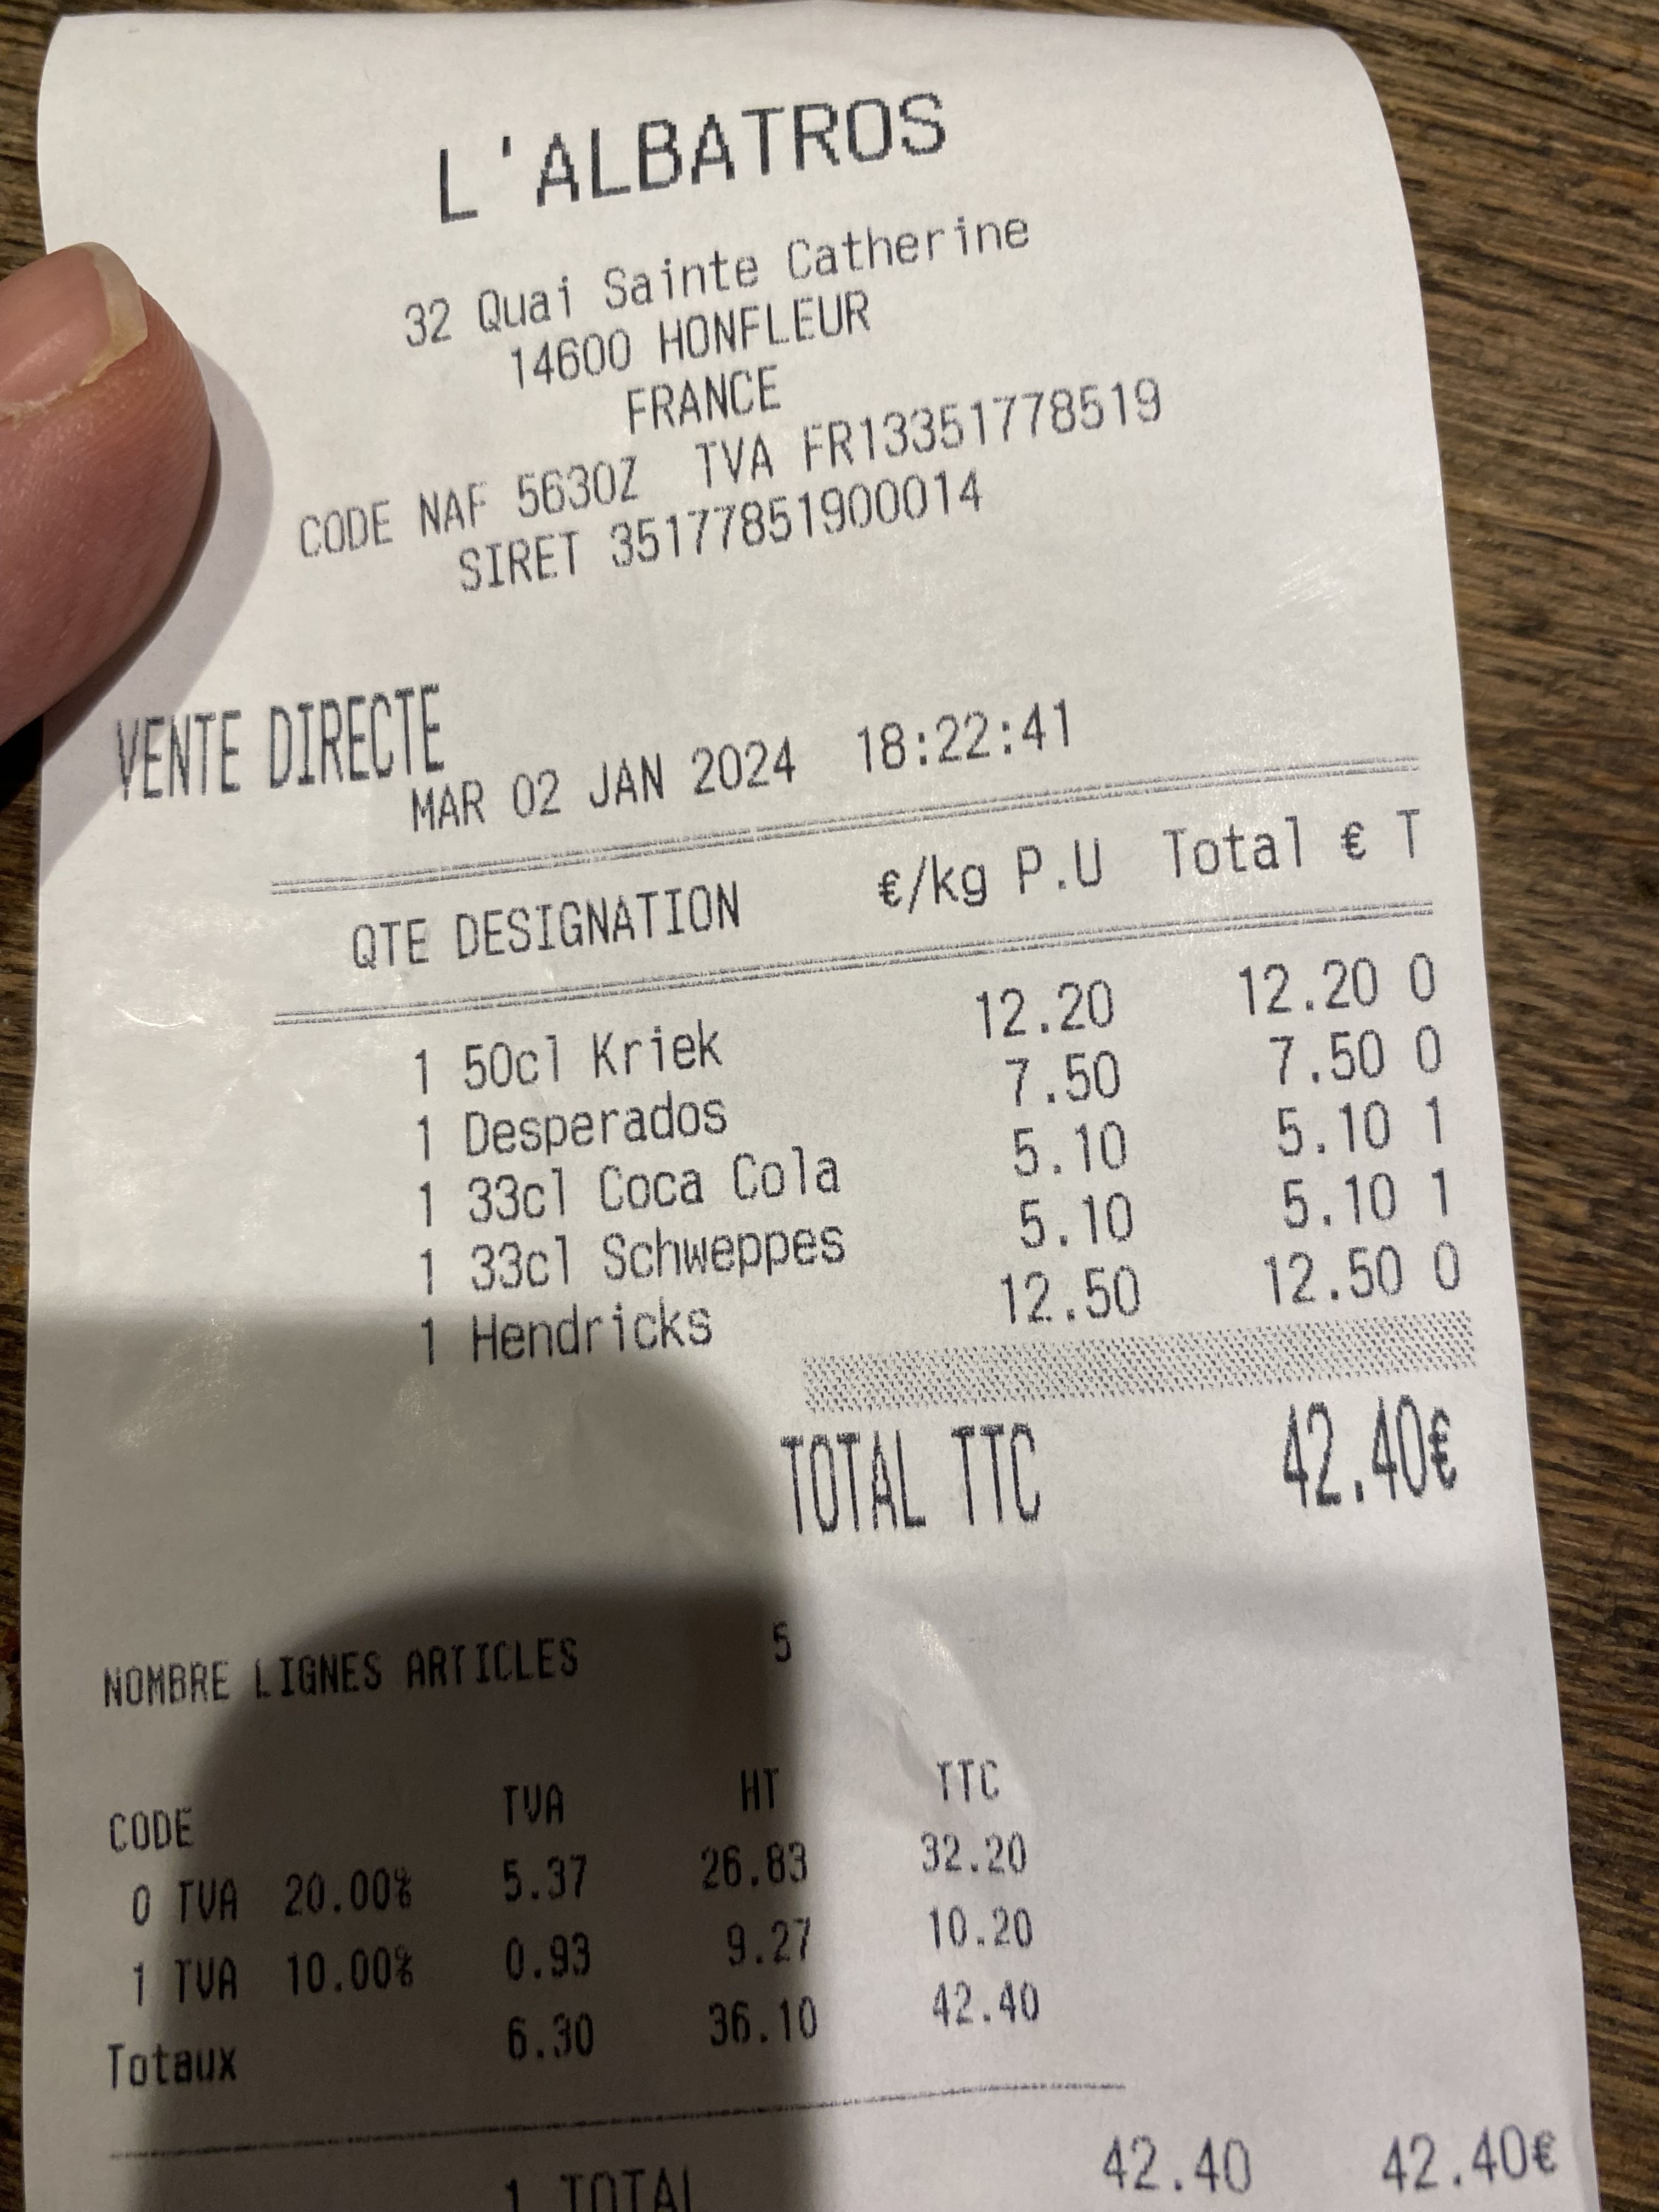 L'ALBATROS
32 Quai Sainte Catherine
14600 HONFLEUR
FRANCE
CODE NAF 5630Z TVA FR13351778519
SIRET 35177851900014
VENTE DIRECTE
MAR 02 JAN 2024 18:22:41
QTE DESIGNATION €/kg P.U Total € T
1 50cl Kriek 12.20 12.20 0
1 Desperados 7.50 7.50 0
1 33cl Coca Cola 5.10 5.10 1
1 33cl Schweppes 5.10 5.10 1
1 Hendricks 12.50 12.50 0
TOTAL TTC 42.40€
NOMBRE LIGNES ARTICLES 5
CODE TVA HT TTC
0 TVA 20.00% 5.37 26.83 32.20
1 TVA 10.00% 0.93 9.27 10.20
Totaux 6.30 36.10 42.40
1 TOTAL 42.40 42.40€